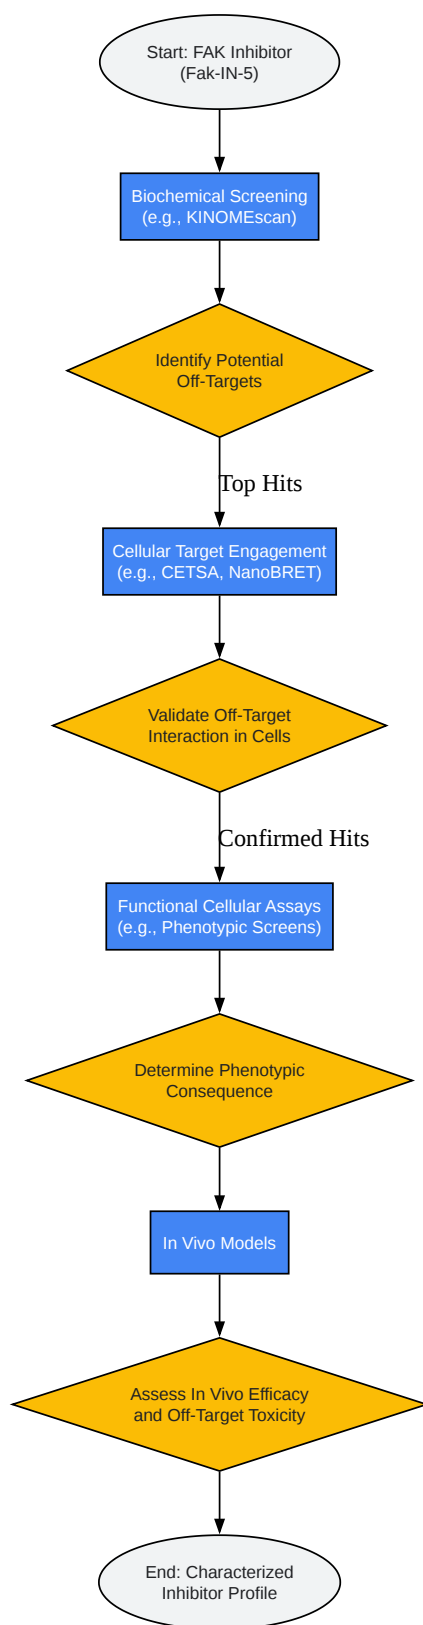 Start: FAK Inhibitor
(Fak-IN-5)
Biochemical Screening
(e.g., KINOMEscan)
Identify Potential
Off-Targets
Top Hits
Cellular Target Engagement
(e.g., CETSA, NanoBRET)
Validate Off-Target
Interaction in Cells
Confirmed Hits
Functional Cellular Assays
(e.g., Phenotypic Screens)
Determine Phenotypic
Consequence
In Vivo Models
Assess In Vivo Efficacy
and Off-Target Toxicity
End: Characterized
Inhibitor Profile